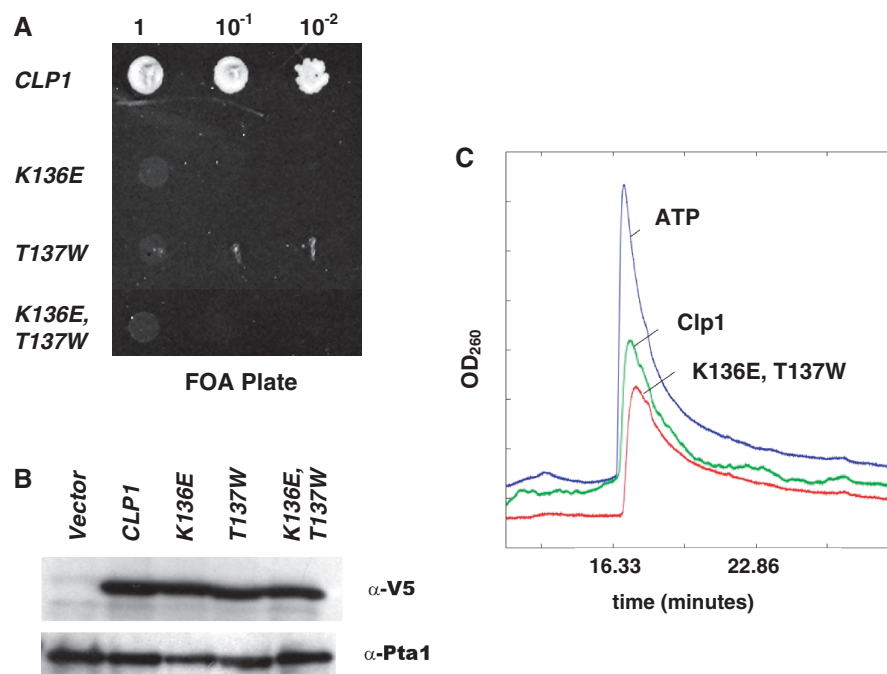 A
1 10⁻¹ 10⁻²
CLP1
K136E
T137W
K136E,
T137W
FOA Plate
B
Vector
CLP1
K136E
T137W
K136E,
T137W
α-V5
α-Pta1
C
OD₂₆₀
ATP
Clp1
K136E, T137W
16.33 22.86
time (minutes)